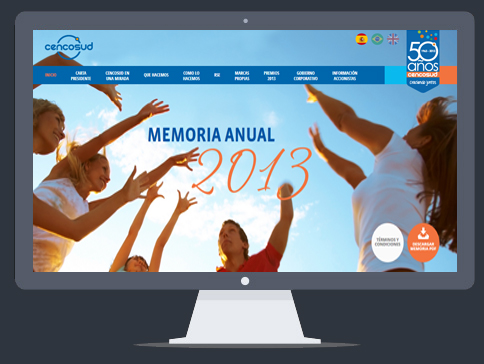 cencosud
50
años
cencosud
INICIO
CARTA
PRESIDENTE
CENCOSUD EN
UNA MIRADA
QUE HACEMOS
COMO LO
HACEMOS
RSE
MARCAS
PROPIAS
PREMIOS
2013
GOBIERNO
CORPORATIVO
INFORMACIÓN
ACCIONISTAS
MEMORIA ANUAL
2013
TÉRMINOS Y
CONDICIONES
DESCARGAR
MEMORIA PDF